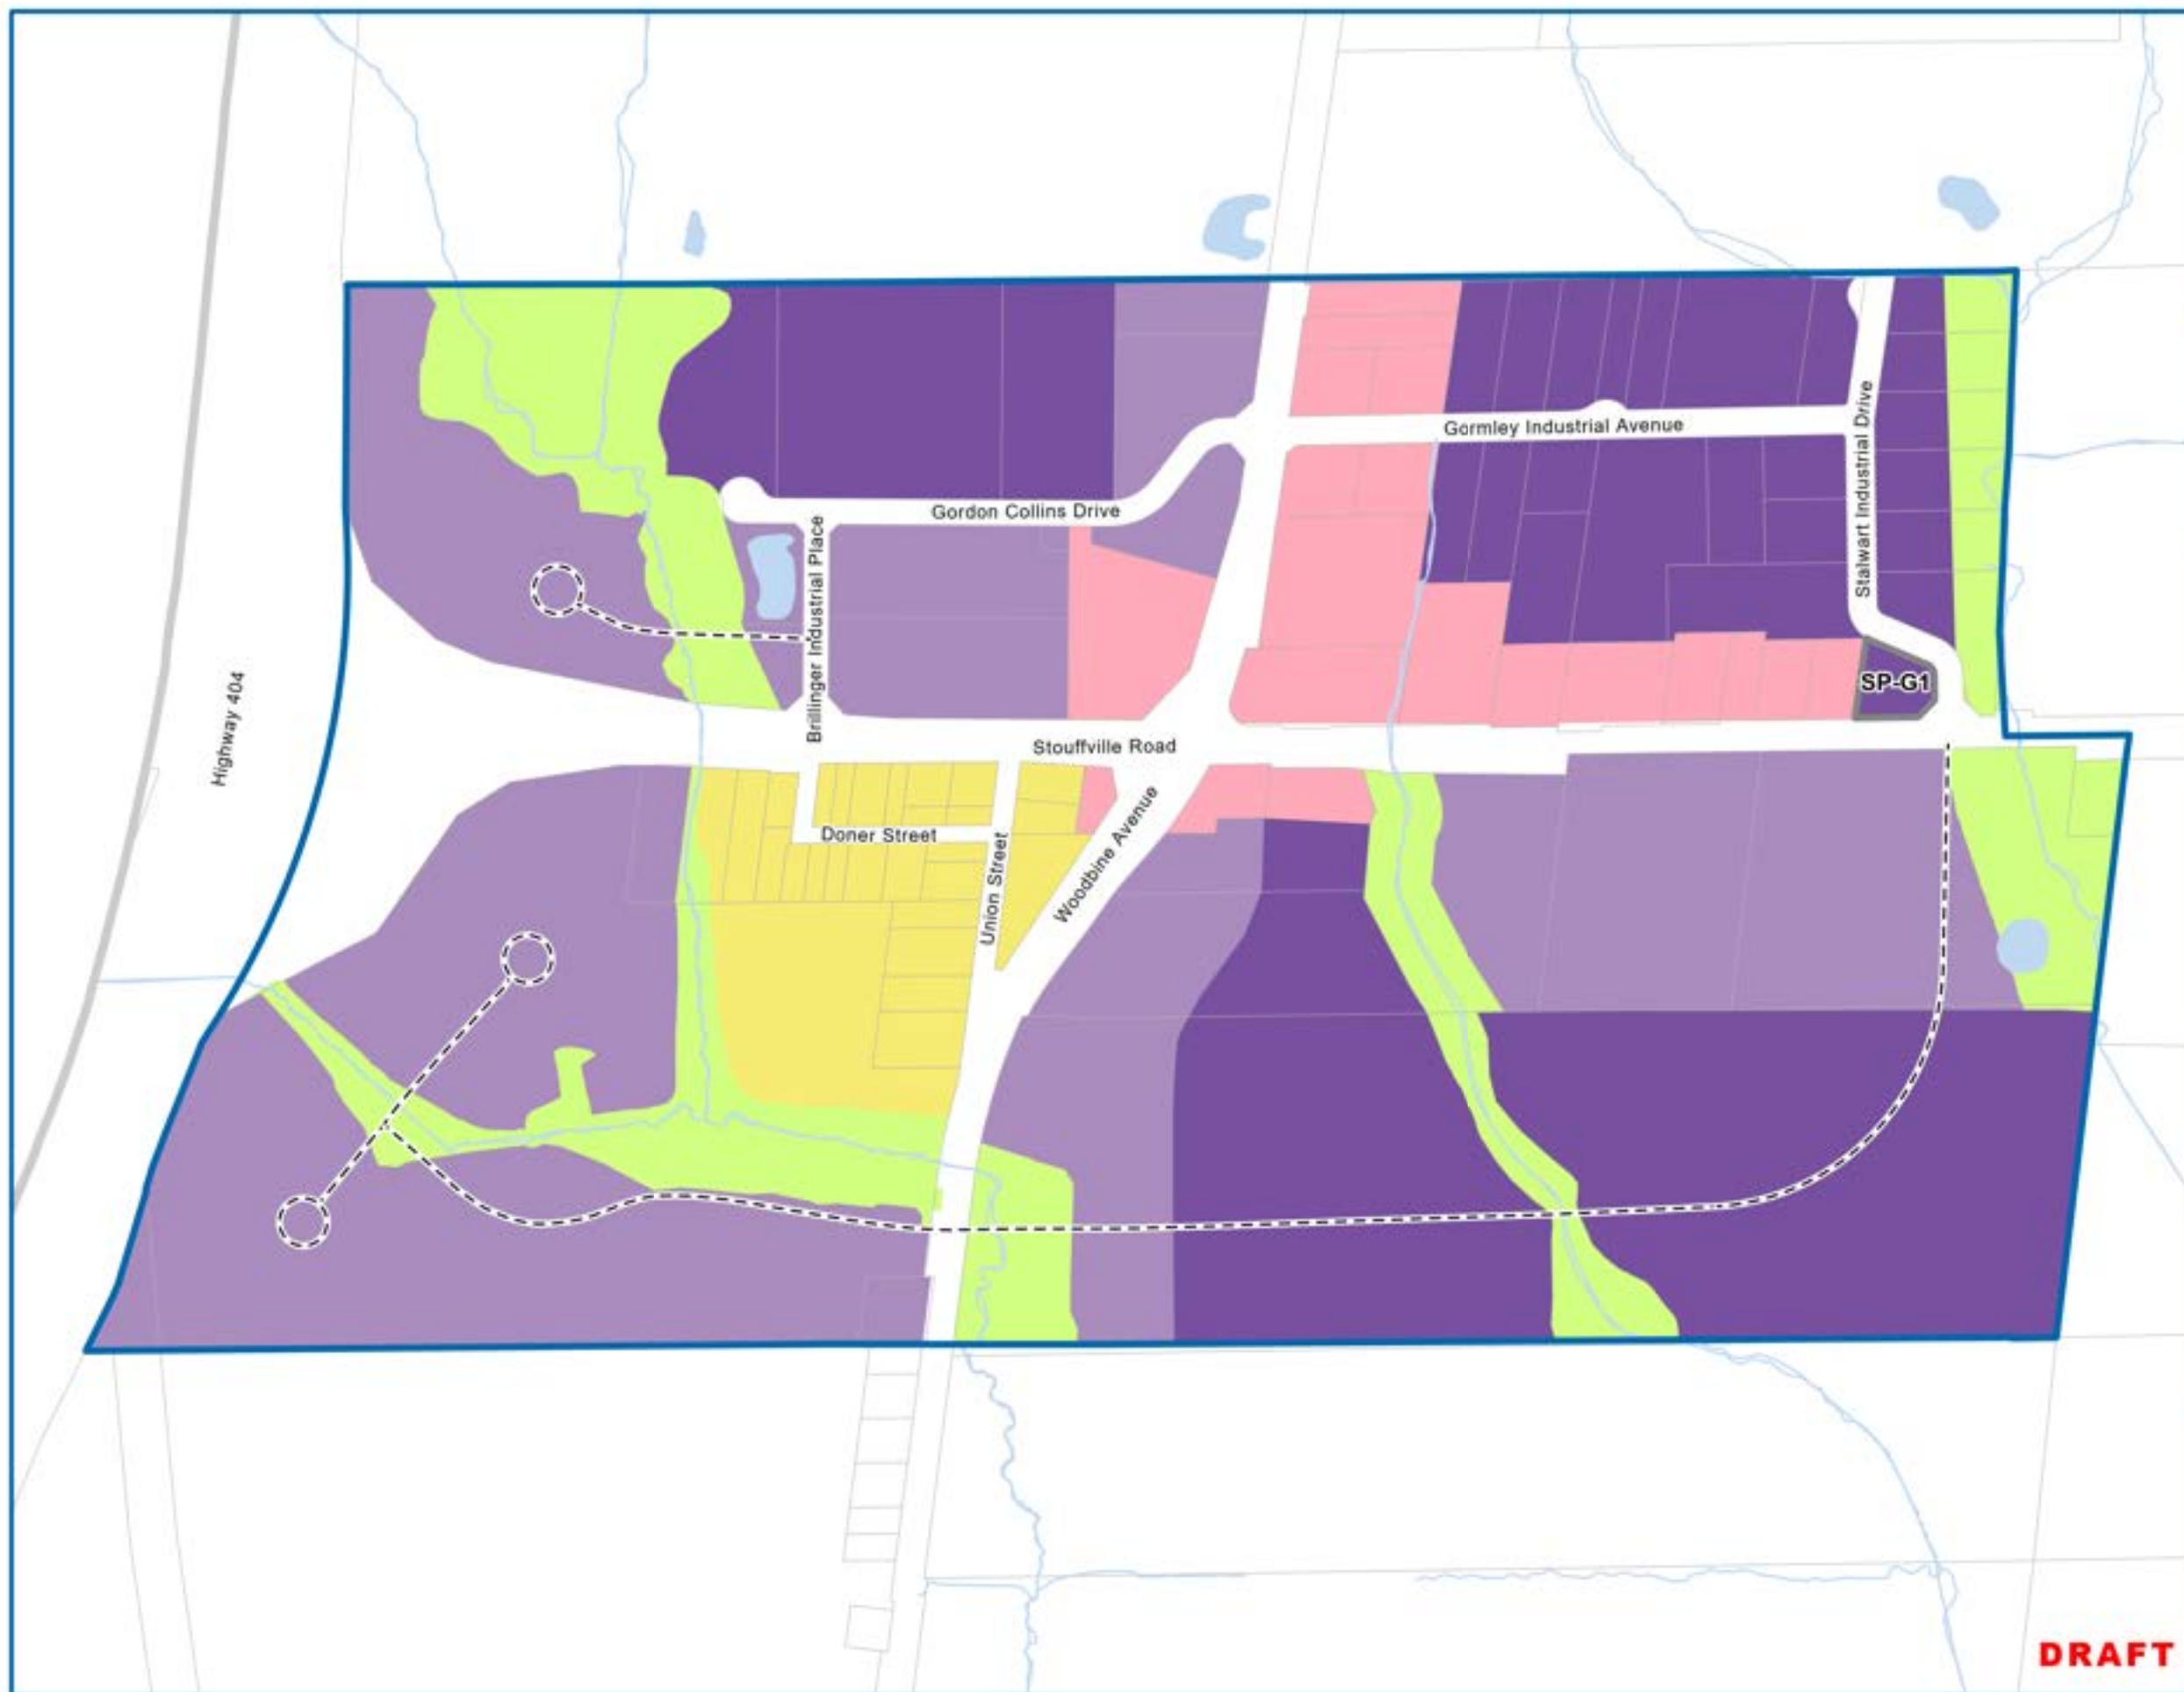 Gormley Industrial Avenue
Stalwart Industrial Drive
Gordon Collins Drive
Brillinger Industrial Place
SP-G1
Highway 404
Stouffville Road
Doner Street
Union Street
Woodbine Avenue
DRAFT